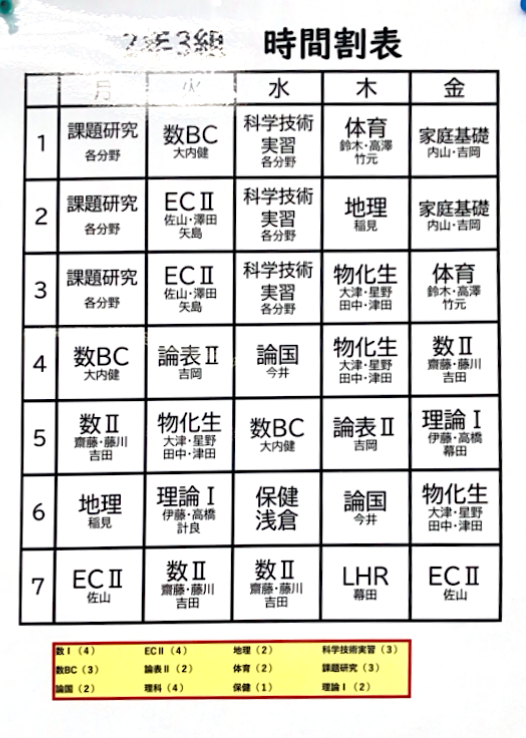 2年3組 時間割表
月 火 水 木 金
1 課題研究 数BC 科学技術 体育 家庭基礎
各分野 大内健 実習 鈴木・高澤 内山・吉岡
各分野 竹元
2 課題研究 ECⅡ 科学技術 地理 家庭基礎
各分野 佐山・澤田 実習 稲見 内山・吉岡
矢島 各分野
3 課題研究 ECⅡ 科学技術 物化生 体育
各分野 佐山・澤田 実習 大津・星野 鈴木・高澤
矢島 各分野 田中・津田 竹元
4 数BC 論表Ⅱ 論国 物化生 数Ⅱ
大内健 吉岡 今井 大津・星野 齋藤・藤川
田中・津田 吉田
5 数Ⅱ 物化生 数BC 論表Ⅱ 理論Ⅰ
齋藤・藤川 大津・星野 大内健 吉岡 伊藤・高橋
吉田 田中・津田 幕田
6 地理 理論Ⅰ 保健 論国 物化生
稲見 伊藤・高橋 浅倉 今井 大津・星野
計良 田中・津田
7 ECⅡ 数Ⅱ 数Ⅱ LHR ECⅡ
佐山 齋藤・藤川 齋藤・藤川 幕田 佐山
吉田 吉田
数Ⅰ（4） ECⅡ（4） 地理（2） 科学技術実習（3）
数BC（3） 論表Ⅱ（2） 体育（2） 課題研究（3）
論国（2） 理科（4） 保健（1） 理論Ⅰ（2）